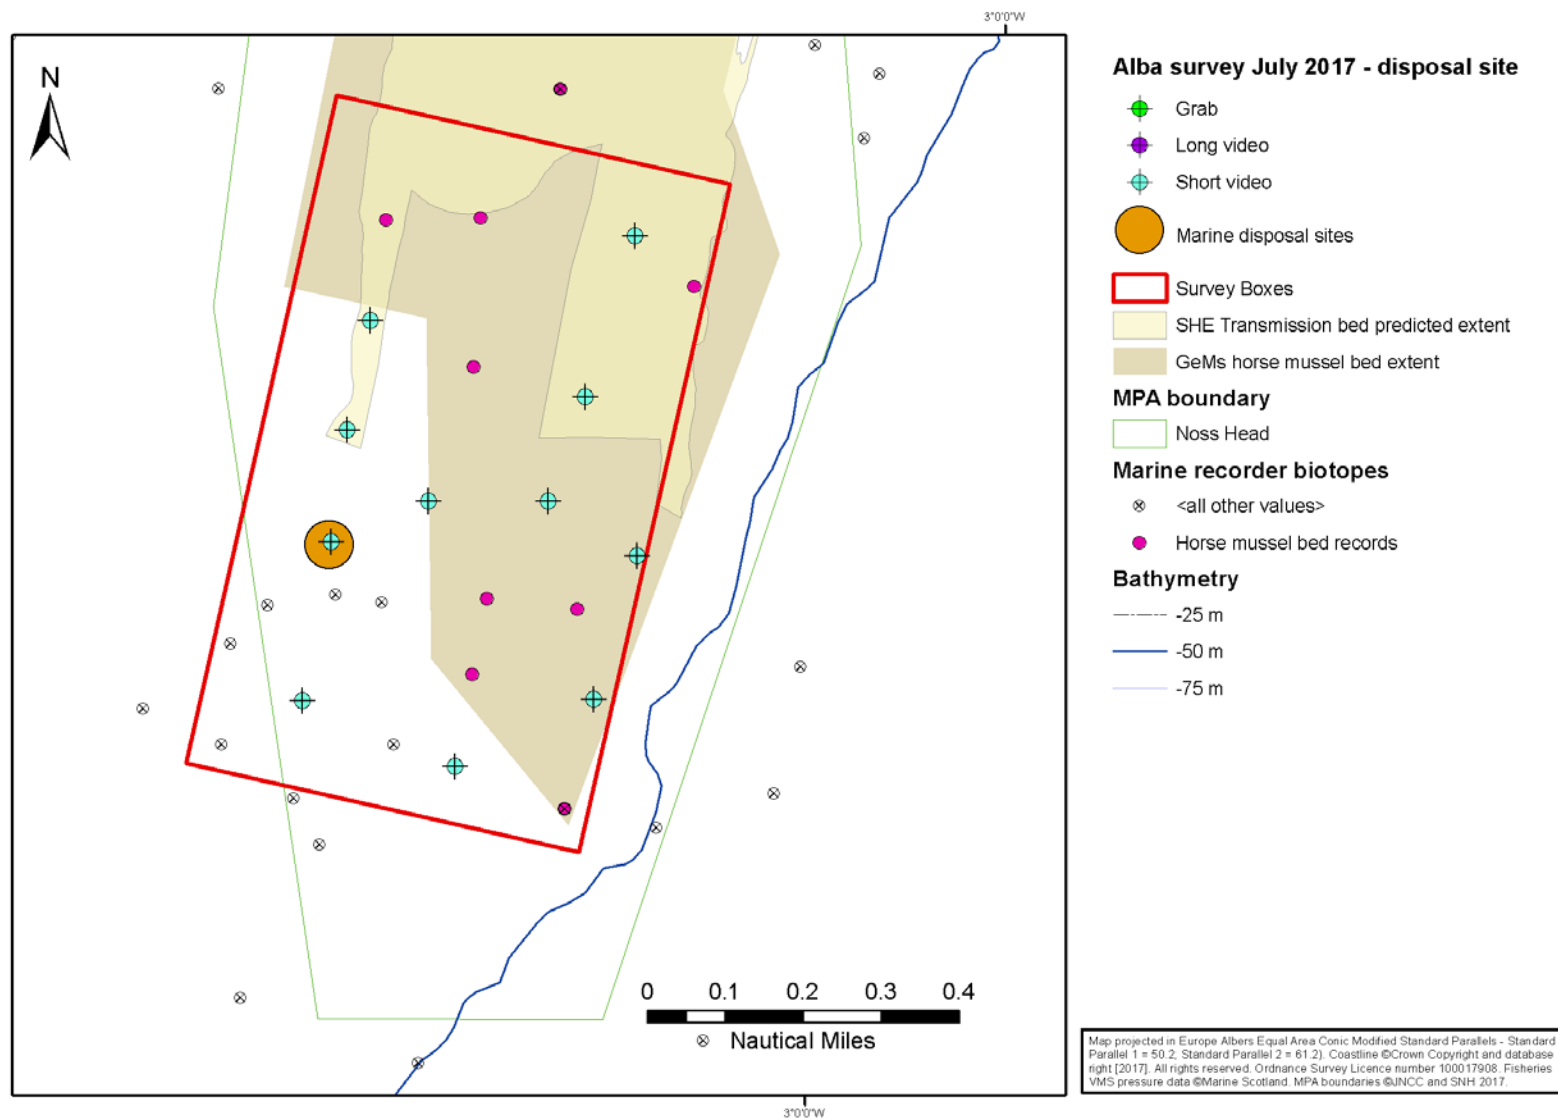 3°0'0"W
N
0 0.1 0.2 0.3 0.4
Nautical Miles
3°0'0"W
Alba survey July 2017 - disposal site
Grab
Long video
Short video
Marine disposal sites
Survey Boxes
SHE Transmission bed predicted extent
GeMs horse mussel bed extent
MPA boundary
Noss Head
Marine recorder biotopes
<all other values>
Horse mussel bed records
Bathymetry
-25 m
-50 m
-75 m
Map projected in Europe Albers Equal Area Conic Modified Standard Parallels - Standard
Parallel 1 = 50.2, Standard Parallel 2 = 61.2). Coastline ©Crown Copyright and database
right [2017]. All rights reserved. Ordnance Survey Licence number 100017908. Fisheries
VMS pressure data ©Marine Scotland. MPA boundaries ©JNCC and SNH 2017.